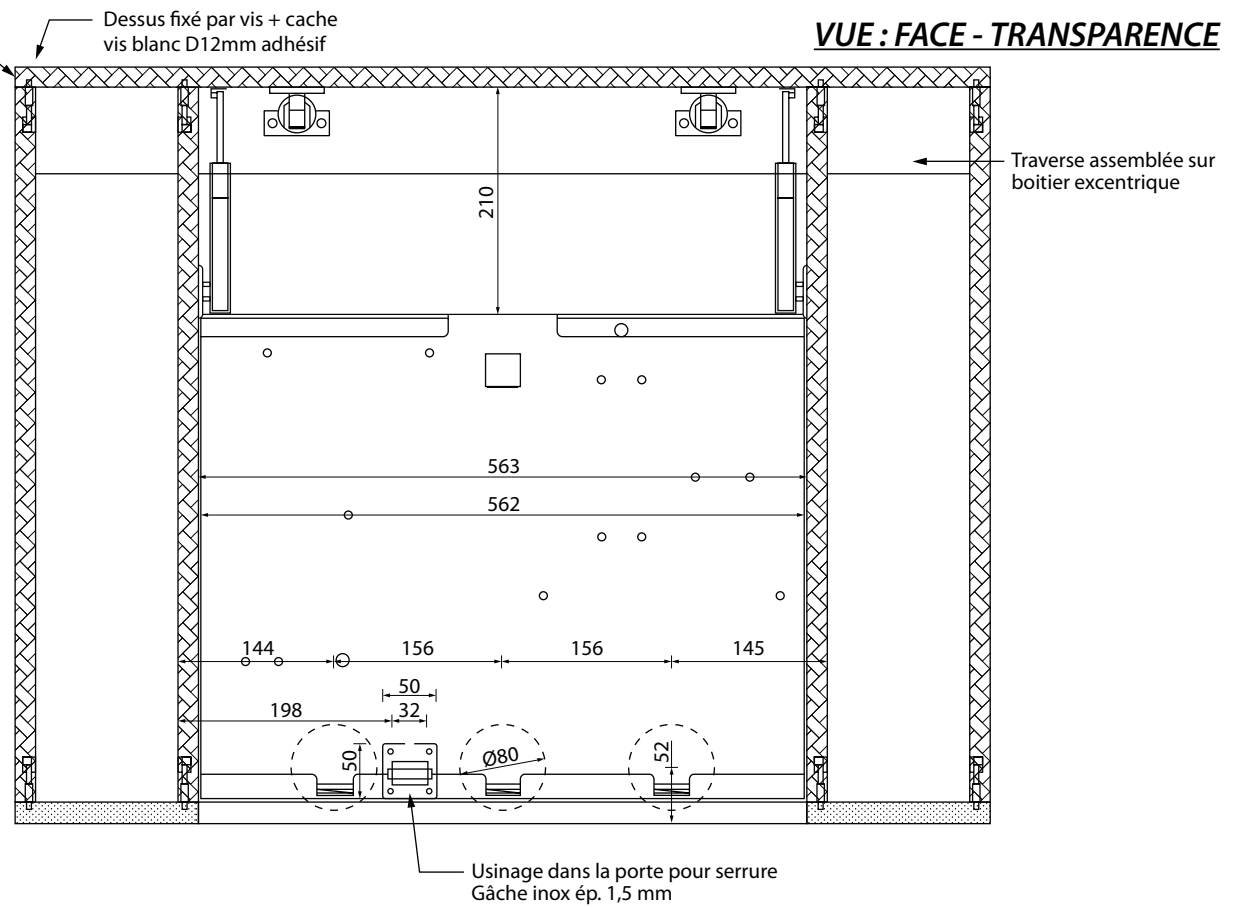 Dessus fixé par vis + cache
vis blanc D12mm adhésif
VUE : FACE - TRANSPARENCE
Traverse assemblée sur
boitier excentrique
210
563
562
144
156
156
145
50
198
32
50
Ø80
52
Usinage dans la porte pour serrure
Gâche inox ép. 1,5 mm